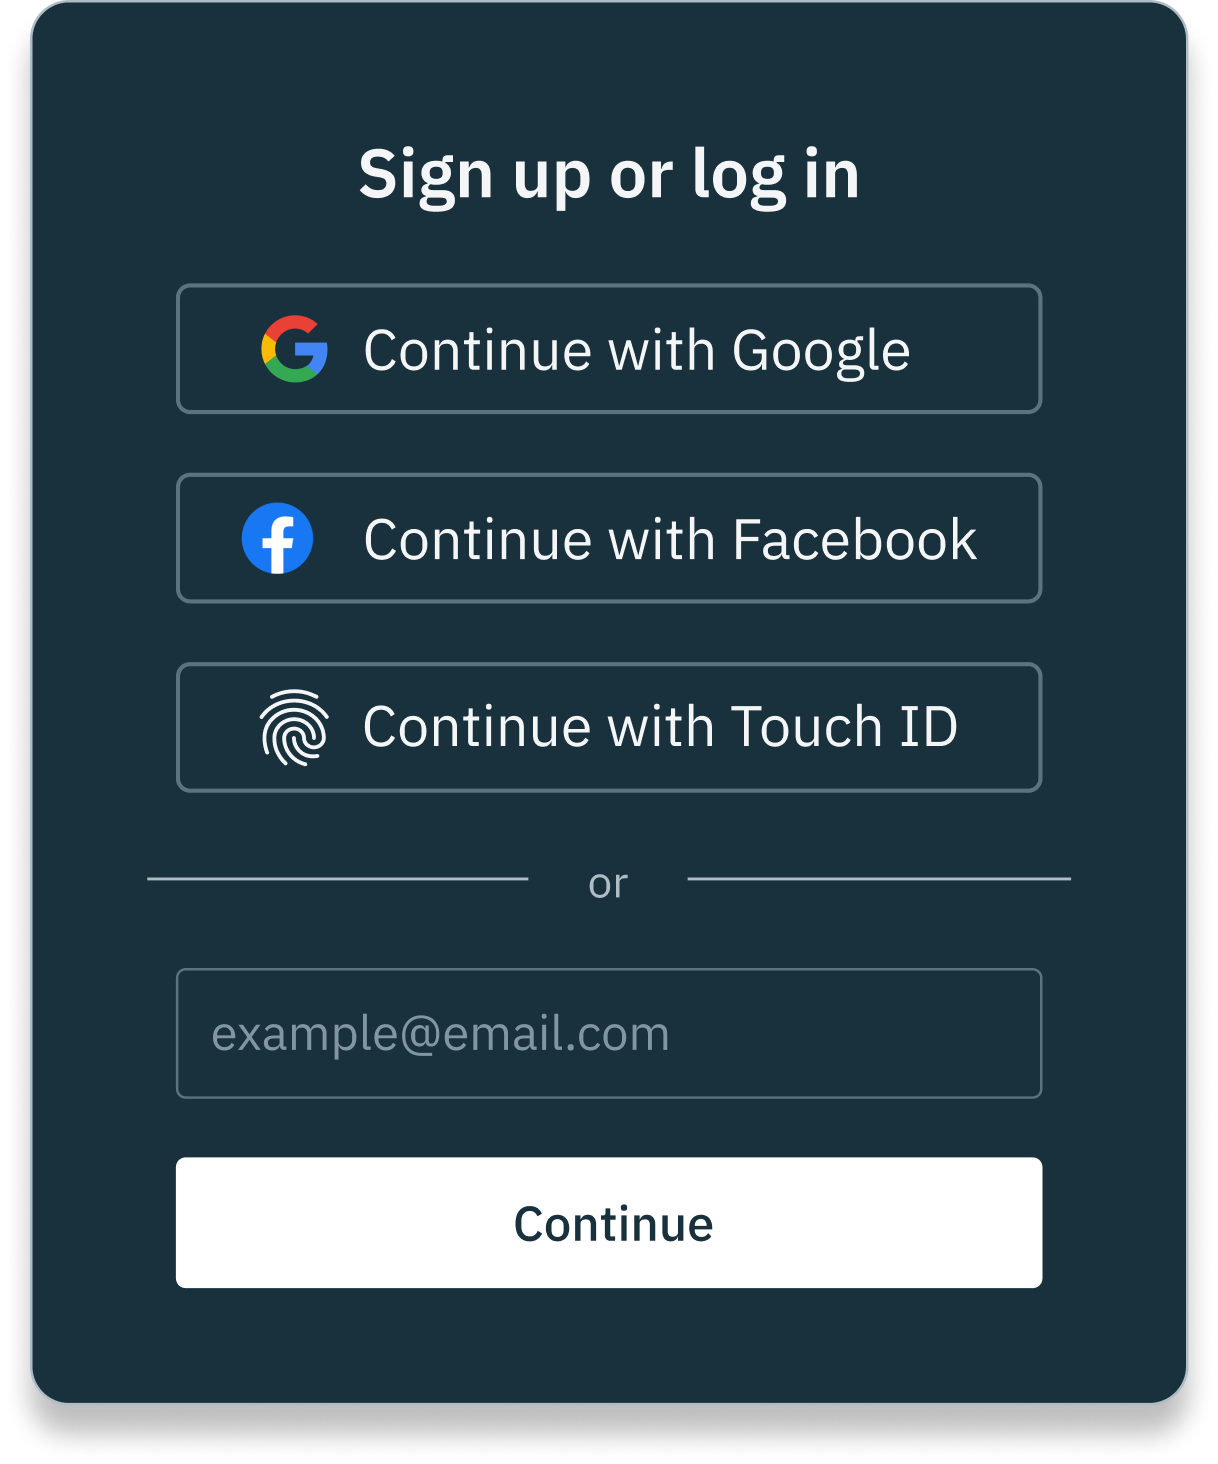 Sign up or log in
Continue with Google
Continue with Facebook
Continue with Touch ID
or
example@email.com
Continue